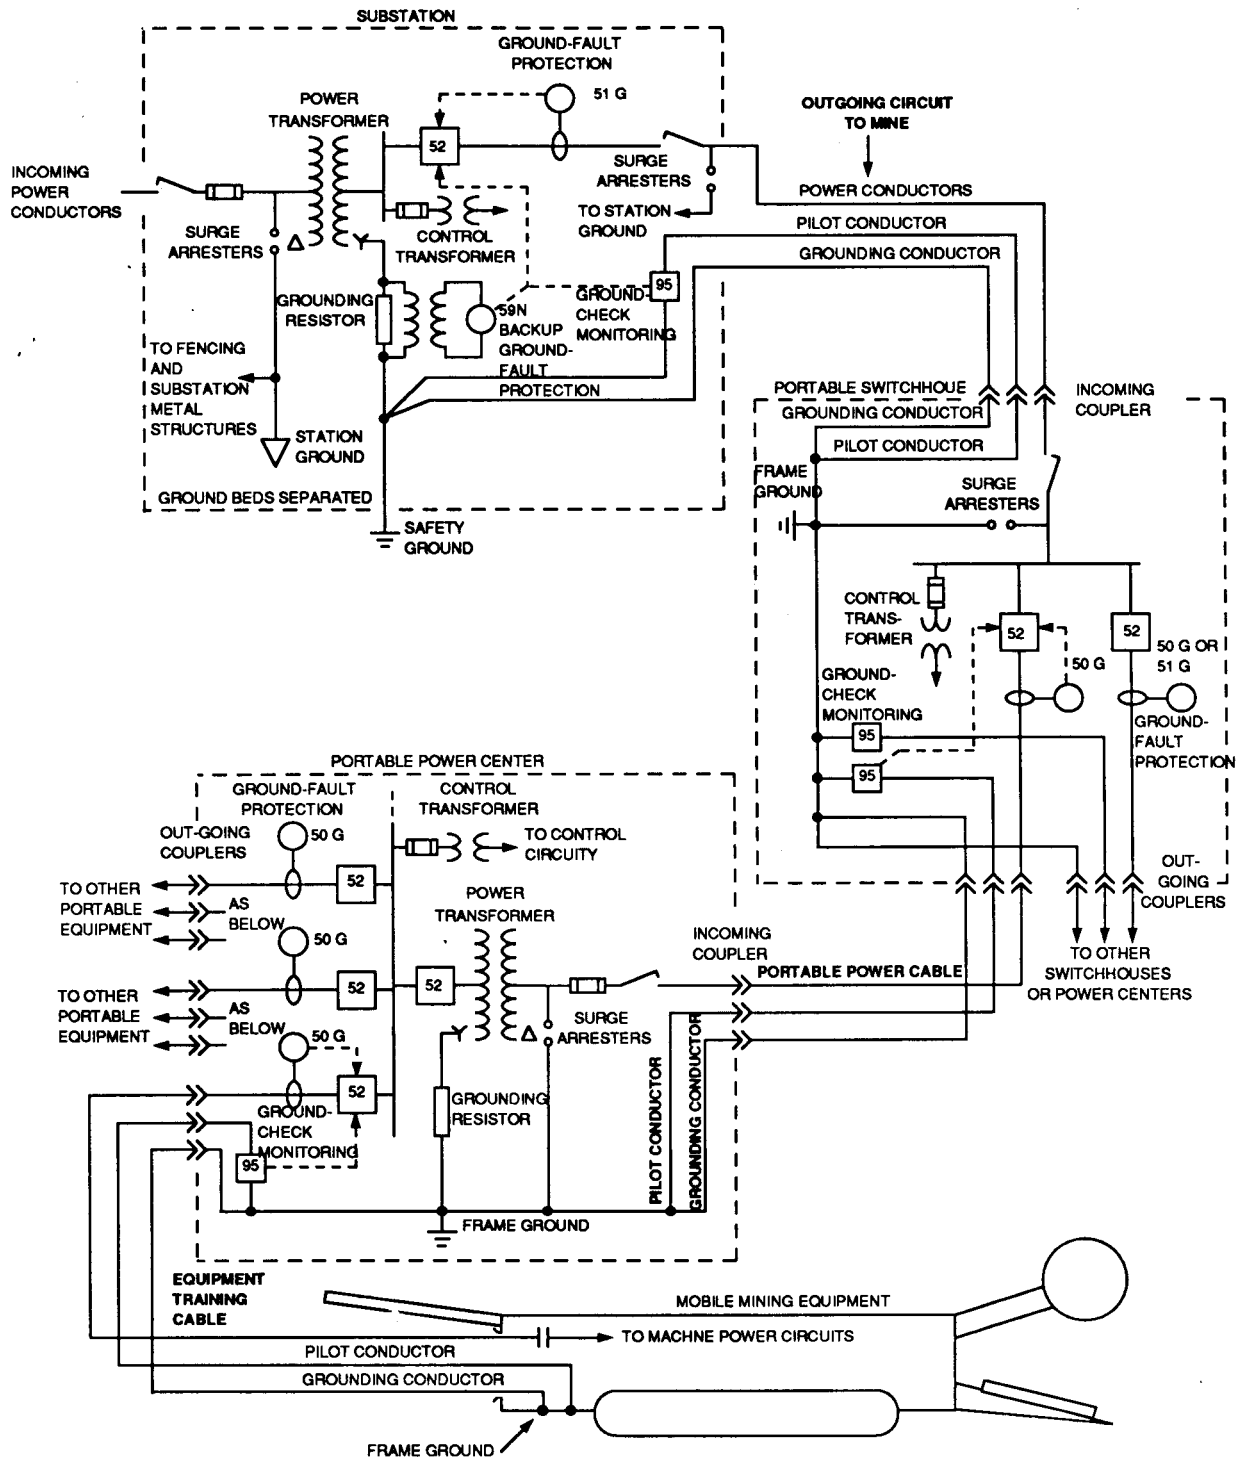 SUBSTATION
GROUND-FAULT
PROTECTION
51 G
POWER
TRANSFORMER
52
OUTGOING CIRCUIT
TO MINE
INCOMING
POWER
CONDUCTORS
SURGE
ARRESTERS
POWER CONDUCTORS
TO STATION
GROUND
PILOT CONDUCTOR
GROUNDING CONDUCTOR
SURGE
ARRESTERS
Δ
CONTROL
TRANSFORMER
95
GROUND-
CHECK
MONITORING
GROUNDING
RESISTOR
59N
BACKUP
GROUND-
FAULT
PROTECTION
TO FENCING
AND
SUBSTATION
METAL
STRUCTURES
STATION
GROUND
GROUND BEDS SEPARATED
SAFETY
GROUND
PORTABLE SWITCHHOUE
INCOMING
COUPLER
GROUNDING CONDUCTOR
PILOT CONDUCTOR
FRAME
GROUND
SURGE
ARRESTERS
CONTROL
TRANS-
FORMER
52
52
50 G
50 G OR
51 G
GROUND-
CHECK
MONITORING
95
95
GROUND-
FAULT
PROTECTION
OUT-
GOING
COUPLERS
TO OTHER
SWITCHHOUSES
OR POWER CENTERS
PORTABLE POWER CENTER
GROUND-FAULT
PROTECTION
CONTROL
TRANSFORMER
OUT-GOING
COUPLERS
50 G
TO CONTROL
CIRCUITY
52
TO OTHER
PORTABLE
EQUIPMENT
AS
BELOW
50 G
POWER
TRANSFORMER
INCOMING
COUPLER
PORTABLE POWER CABLE
52
52
TO OTHER
PORTABLE
EQUIPMENT
AS
BELOW
50 G
Δ
SURGE
ARRESTERS
52
GROUND-
CHECK
MONITORING
95
GROUNDING
RESISTOR
PILOT CONDUCTOR
GROUNDING CONDUCTOR
FRAME GROUND
EQUIPMENT
TRAINING
CABLE
MOBILE MINING EQUIPMENT
TO MACHNE POWER CIRCUITS
PILOT CONDUCTOR
GROUNDING CONDUCTOR
FRAME GROUND